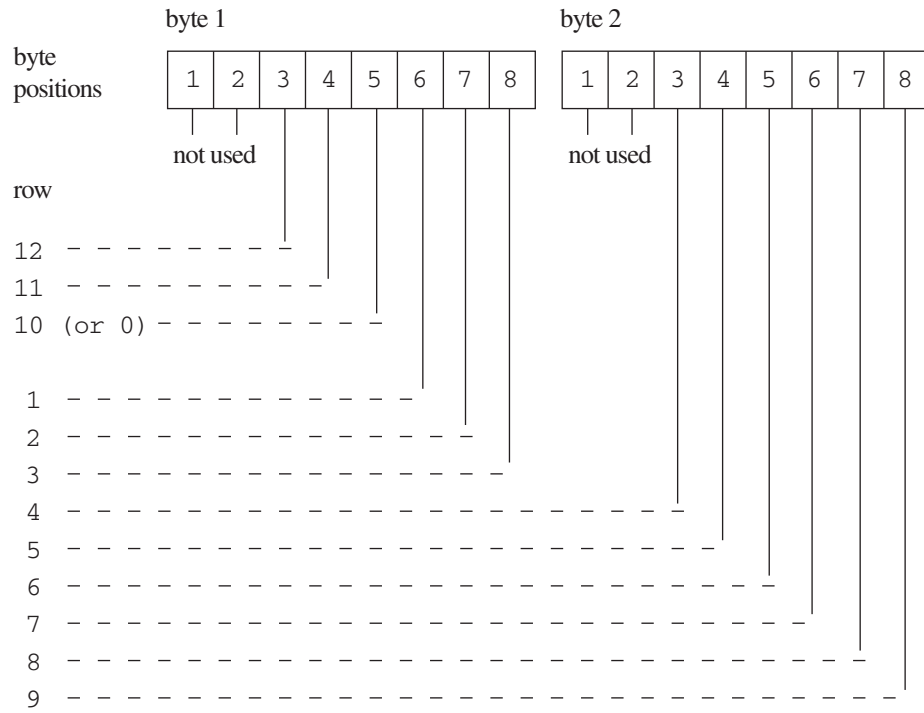 byte 1 byte 2
byte
positions
1 2 3 4 5 6 7 8 1 2 3 4 5 6 7 8
not used not used
row
12
11
10 (or 0)
1
2
3
4
5
6
7
8
9